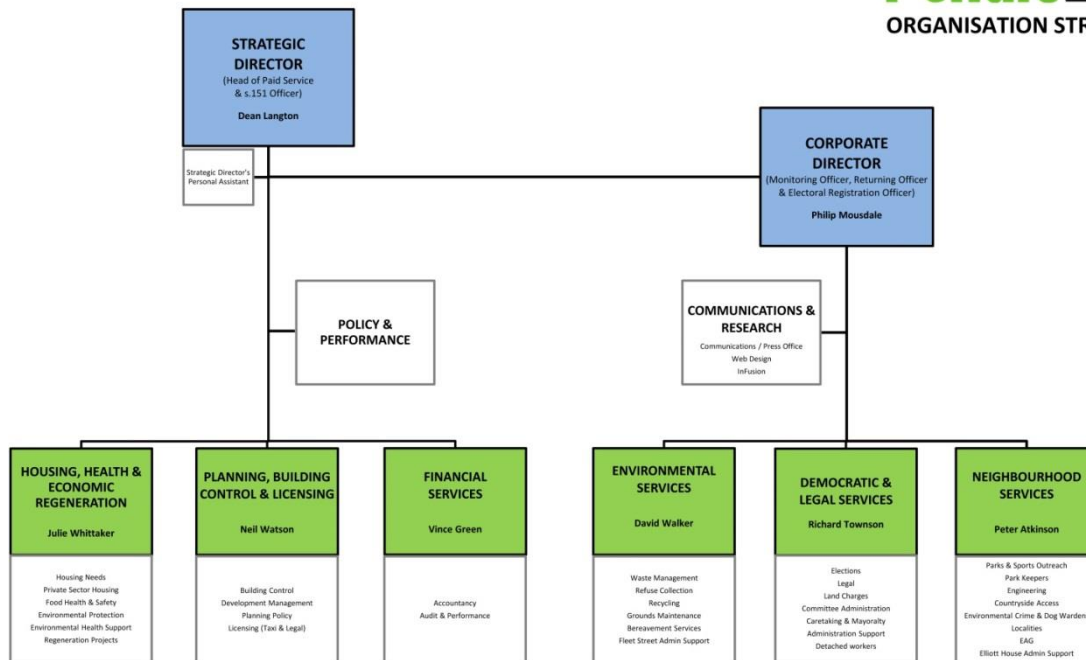 ORGANISATION STR
STRATEGIC
DIRECTOR
(Head of Paid Service
& s.151 Officer)
Dean Langton
Strategic Director's
Personal Assistant
CORPORATE
DIRECTOR
(Monitoring Officer, Returning Officer
& Electoral Registration Officer)
Philip Mousdale
POLICY &
PERFORMANCE
COMMUNICATIONS &
RESEARCH
Communications / Press Office
Web Design
InFusion
HOUSING, HEALTH &
ECONOMIC
REGENERATION
Julie Whittaker
Housing Needs
Private Sector Housing
Food Health & Safety
Environmental Protection
Environmental Health Support
Regeneration Projects
PLANNING, BUILDING
CONTROL & LICENSING
Neil Watson
Building Control
Development Management
Planning Policy
Licensing (Taxi & Legal)
FINANCIAL
SERVICES
Vince Green
Accountancy
Audit & Performance
ENVIRONMENTAL
SERVICES
David Walker
Waste Management
Refuse Collection
Recycling
Grounds Maintenance
Bereavement Services
Fleet Street Admin Support
DEMOCRATIC &
LEGAL SERVICES
Richard Townson
Elections
Legal
Land Charges
Committee Administration
Caretaking & Mayoralty
Administration Support
Detached workers
NEIGHBOURHOOD
SERVICES
Peter Atkinson
Parks & Sports Outreach
Park Keepers
Engineering
Countryside Access
Environmental Crime & Dog Warden
Localities
EAG
Elliott House Admin Support